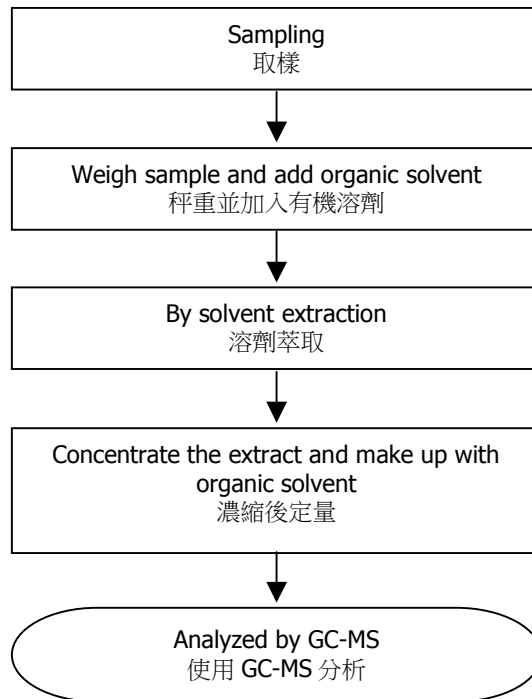 Sampling
取樣
Weigh sample and add organic solvent
秤重並加入有機溶劑
By solvent extraction
溶劑萃取
Concentrate the extract and make up with
organic solvent
濃縮後定量
Analyzed by GC-MS
使用 GC-MS 分析